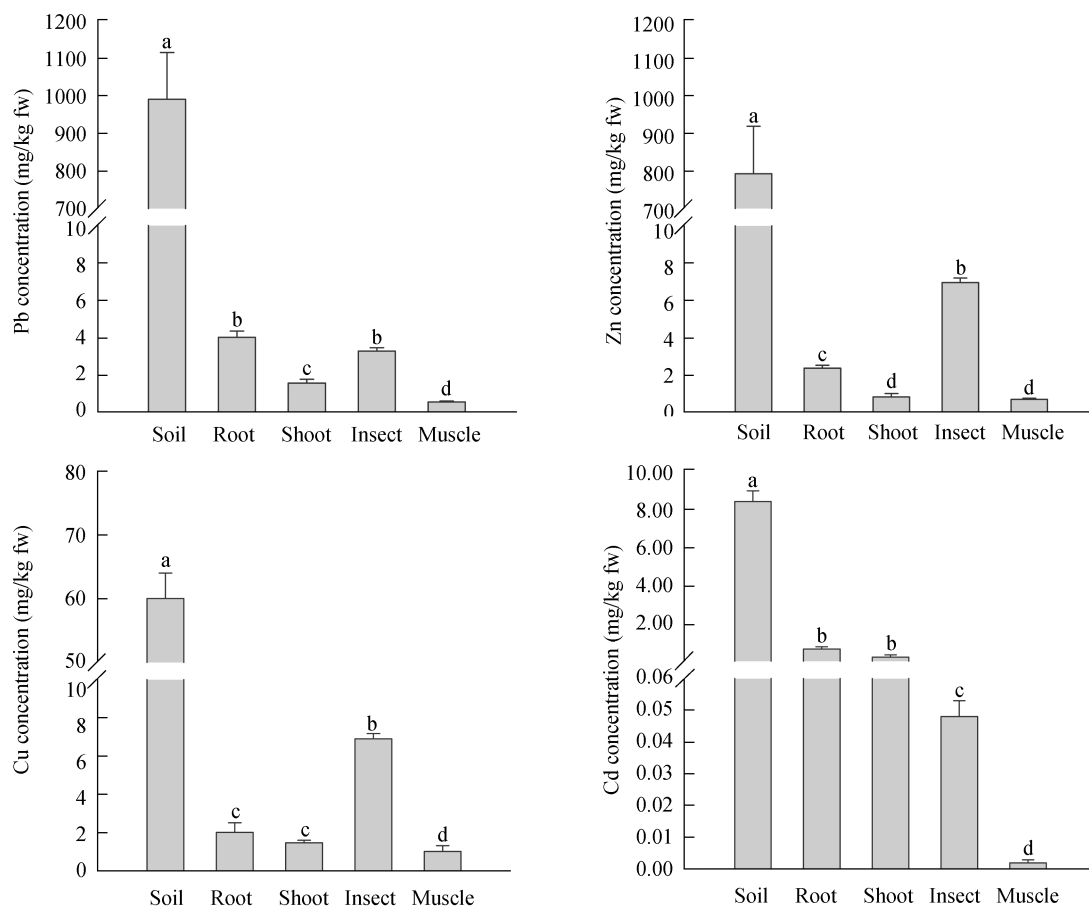 Pb concentration (mg/kg fw)
1200
1100
1000
900
800
700
10
8
6
4
2
0
a
b
c
b
d
Soil Root Shoot Insect Muscle
Zn concentration (mg/kg fw)
1200
1100
1000
900
800
700
10
8
6
4
2
0
a
c
d
b
d
Soil Root Shoot Insect Muscle
Cu concentration (mg/kg fw)
80
70
60
50
10
8
6
4
2
0
a
c
c
b
d
Soil Root Shoot Insect Muscle
Cd concentration (mg/kg fw)
10.00
8.00
6.00
4.00
2.00
0.06
0.05
0.04
0.03
0.02
0.01
0.00
a
b
b
c
d
Soil Root Shoot Insect Muscle